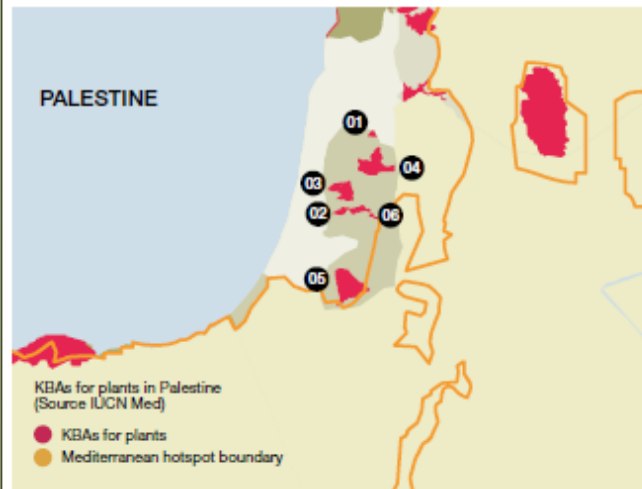 PALESTINE
01
04
03
02
06
05
KBAs for plants in Palestine
(Source IUCN Med)
KBAs for plants
Mediterranean hotspot boundary